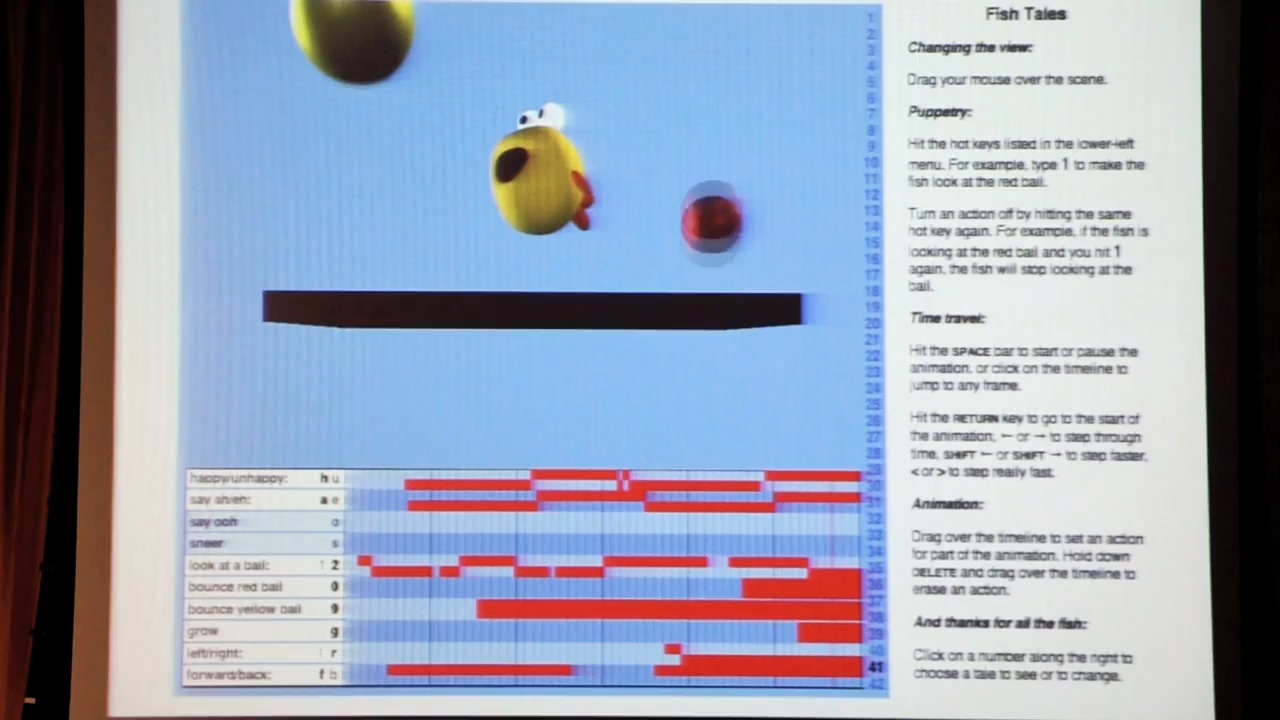 Fish Tales
Changing the view:
Drag your mouse over the scene.
Puppetry:
Hit the hot keys listed in the lower-left
menu. For example, type 1 to make the
fish look at the red ball.
Turn an action off by hitting the same
hot key again. For example, if the fish is
looking at the red ball and you hit 1
again, the fish will stop looking at the
ball.
Time travel:
Hit the SPACE bar to start or pause the
animation, or click on the timeline to
jump to any frame.
Hit the RETURN key to go to the start of
the animation, ← or → to step through
time, SHIFT ← or SHIFT → to step faster,
< or > to step really fast.
Animation:
Drag over the timeline to set an action
for part of the animation. Hold down
DELETE and drag over the timeline to
erase an action.
And thanks for all the fish:
Click on a number along the right to
choose a tale to see or to change.
1
2
3
4
5
6
7
8
9
10
11
12
13
14
15
16
17
18
19
20
21
22
23
24
25
26
27
28
29
30
31
32
33
34
35
36
37
38
39
40
41
42
happy/unhappy: h u
say ah/eh: a e
say ooh o
sneer s
look at a ball: 1 2
bounce red ball 0
bounce yellow ball 9
grow g
left/right: l r
forward/back: f b